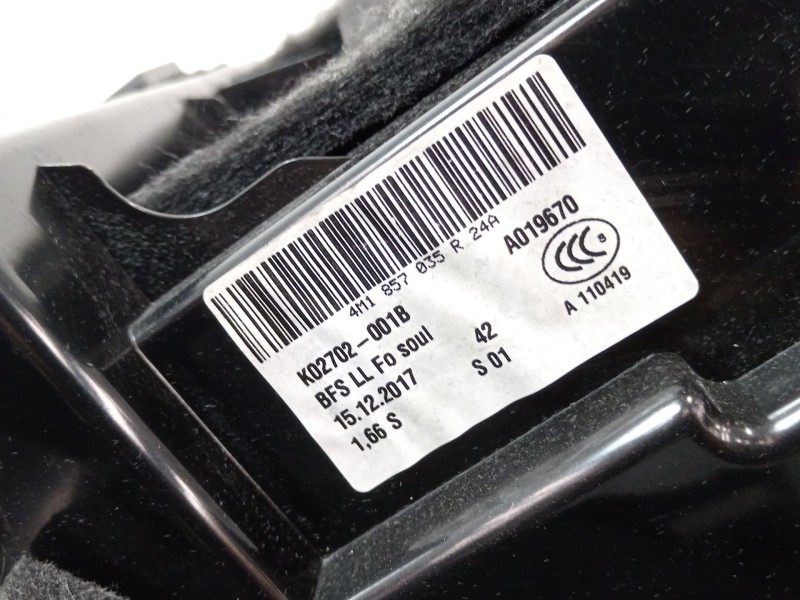 4M1 857 035 R 24A
A019670
K02702-001B
CCC S
BFS LL Fo soul 42
A 110419
15.12.2017 S 01
1,66 S